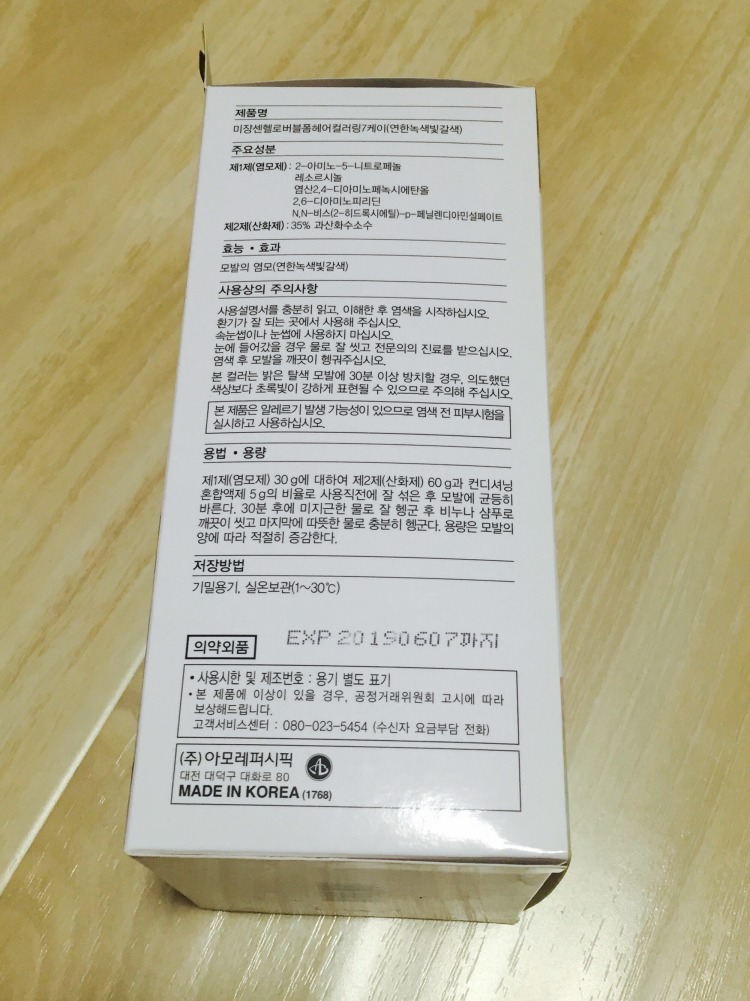 제품명
미쟝센헬로버블폼헤어컬러링7케이(연한녹색빛갈색)
주요성분
제1제(염모제) : 2-아미노-5-니트로페놀
레소르시놀
염산2,4-디아미노페녹시에탄올
2,6-디아미노피리딘
N,N-비스(2-히드록시에틸)-p-페닐렌디아민설페이트
제2제(산화제) : 35% 과산화수소수
효능 • 효과
모발의 염모(연한녹색빛갈색)
사용상의 주의사항
사용설명서를 충분히 읽고, 이해한 후 염색을 시작하십시오.
환기가 잘 되는 곳에서 사용해 주십시오.
속눈썹이나 눈썹에 사용하지 마십시오.
눈에 들어갔을 경우 물로 잘 씻고 전문의의 진료를 받으십시오.
염색 후 모발을 깨끗이 헹궈주십시오.
본 컬러는 밝은 탈색 모발에 30분 이상 방치할 경우, 의도했던
색상보다 초록빛이 강하게 표현될 수 있으므로 주의해 주십시오.
본 제품은 알레르기 발생 가능성이 있으므로 염색 전 피부시험을
실시하고 사용하십시오.
용법 • 용량
제1제(염모제) 30 g에 대하여 제2제(산화제) 60 g과 컨디셔닝
혼합액제 5 g의 비율로 사용직전에 잘 섞은 후 모발에 균등히
바른다. 30분 후에 미지근한 물로 잘 헹군 후 비누나 샴푸로
깨끗이 씻고 마지막에 따뜻한 물로 충분히 헹군다. 용량은 모발의
양에 따라 적절히 증감한다.
저장방법
기밀용기, 실온보관(1~30℃)
의약외품
EXP 20190607까지
• 사용시한 및 제조번호 : 용기 별도 표기
• 본 제품에 이상이 있을 경우, 공정거래위원회 고시에 따라
보상해드립니다.
고객서비스센터 : 080-023-5454 (수신자 요금부담 전화)
(주)아모레퍼시픽
대전 대덕구 대화로 80
MADE IN KOREA (1768)